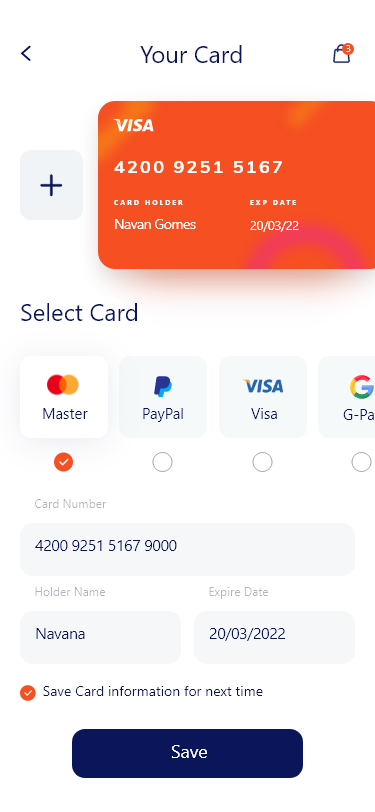 Your Card
3
VISA
4200 9251 5167
CARD HOLDER EXP DATE
Navan Gomes 20/03/22
Select Card
VISA
Master PayPal Visa G-Pa
Card Number
4200 9251 5167 9000
Holder Name Expire Date
Navana 20/03/2022
Save Card information for next time
Save